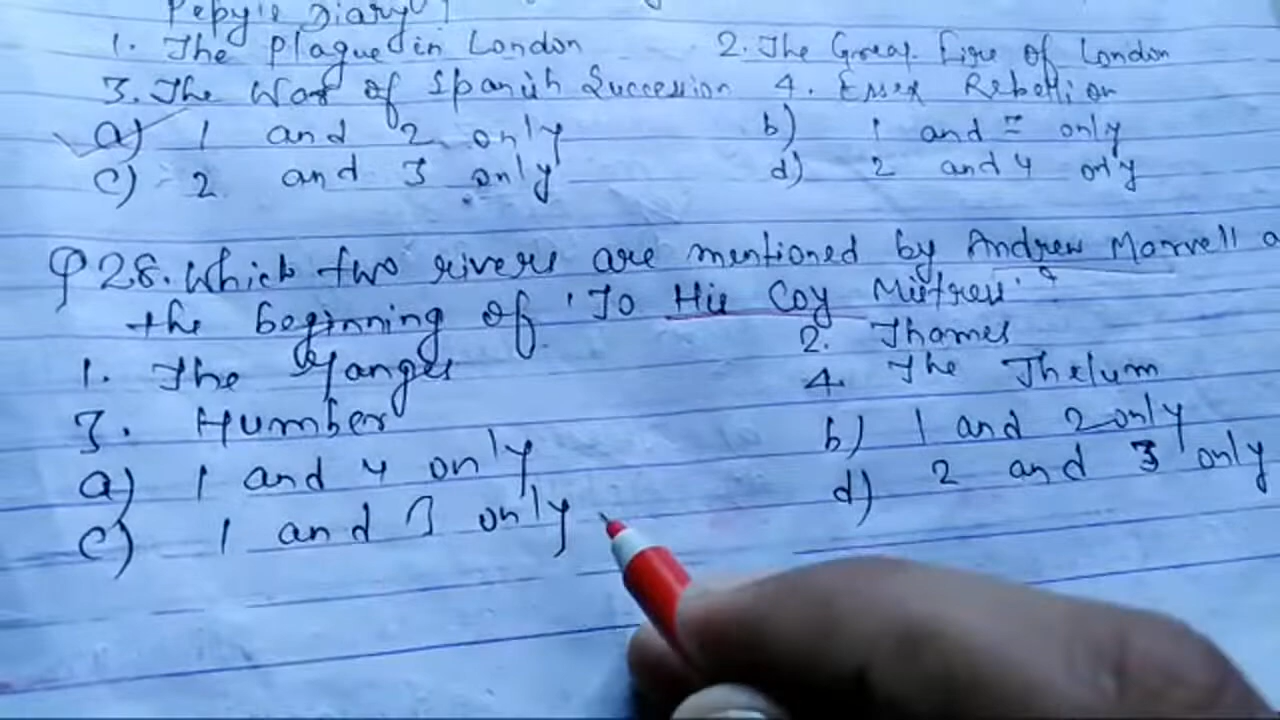 Pepy's Diary?
1. The Plague in London 2. The Great Fire of London
3. The War of Spanish Succession 4. Essex Rebellion
a) 1 and 2 only b) 1 and only
c) 2 and 3 only d) 2 and 4 only
Q28. Which two rivers are mentioned by Andrew Marvell a
the beginning of 'To His Coy Mistress'?
1. The Ganges 2. Thames
3. Humber 4. The Jhelum
a) 1 and 4 only b) 1 and 2 only
c) 1 and 3 only d) 2 and 3 only